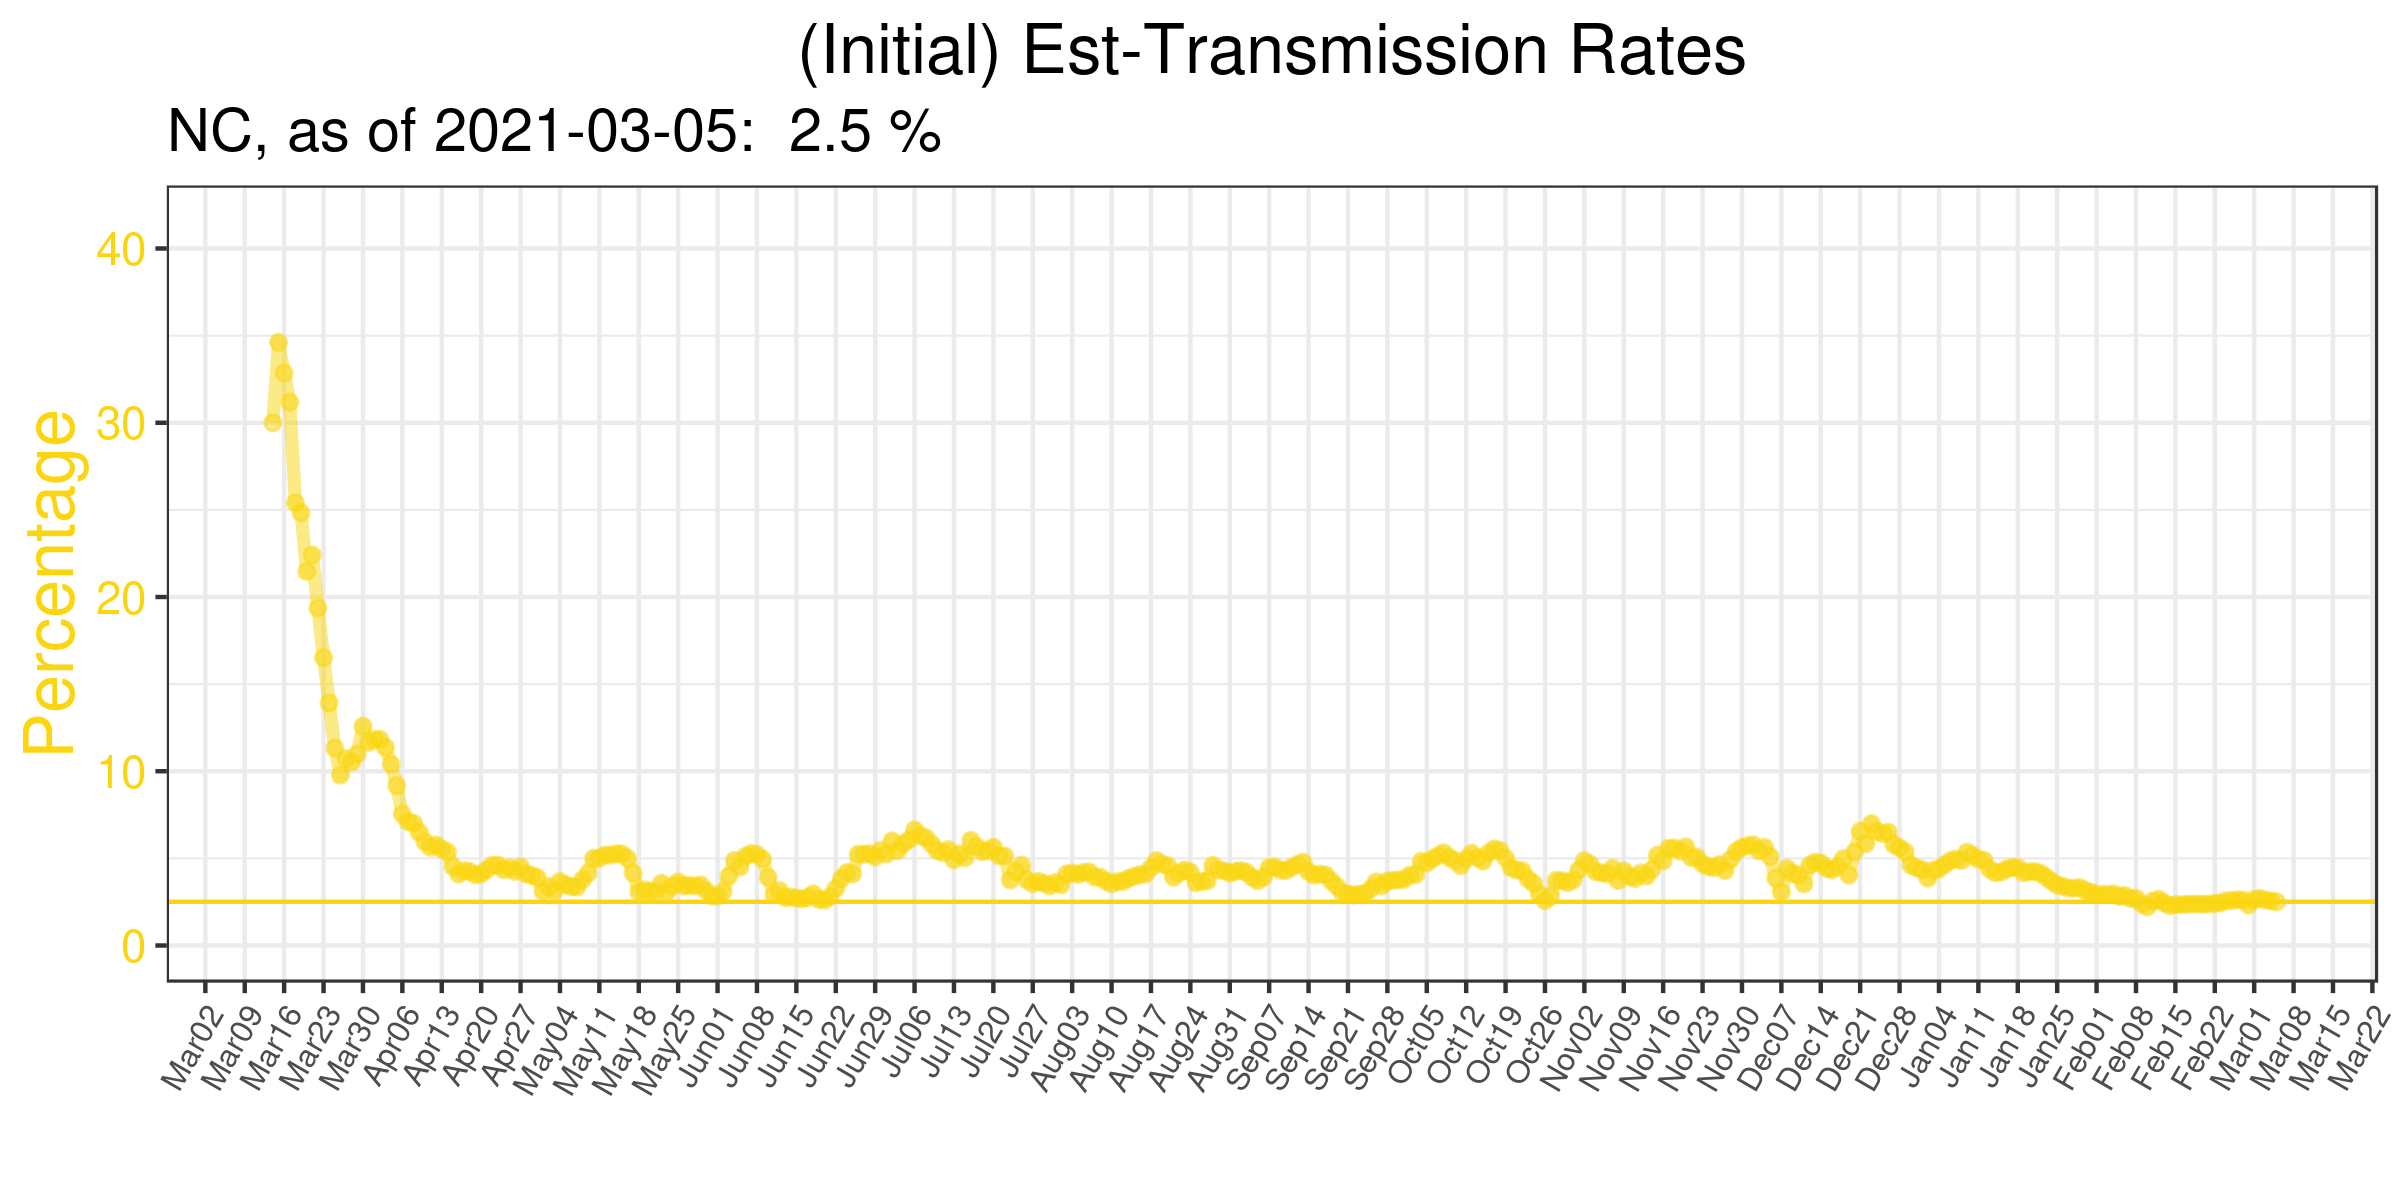 (Initial) Est-Transmission Rates
NC, as of 2021-03-05:  2.5 %
Percentage
40
30
20
10
0
Mar02
Mar09
Mar16
Mar23
Mar30
Apr06
Apr13
Apr20
Apr27
May04
May11
May18
May25
Jun01
Jun08
Jun15
Jun22
Jun29
Jul06
Jul13
Jul20
Jul27
Aug03
Aug10
Aug17
Aug24
Aug31
Sep07
Sep14
Sep21
Sep28
Oct05
Oct12
Oct19
Oct26
Nov02
Nov09
Nov16
Nov23
Nov30
Dec07
Dec14
Dec21
Dec28
Jan04
Jan11
Jan18
Jan25
Feb01
Feb08
Feb15
Feb22
Mar01
Mar08
Mar15
Mar22